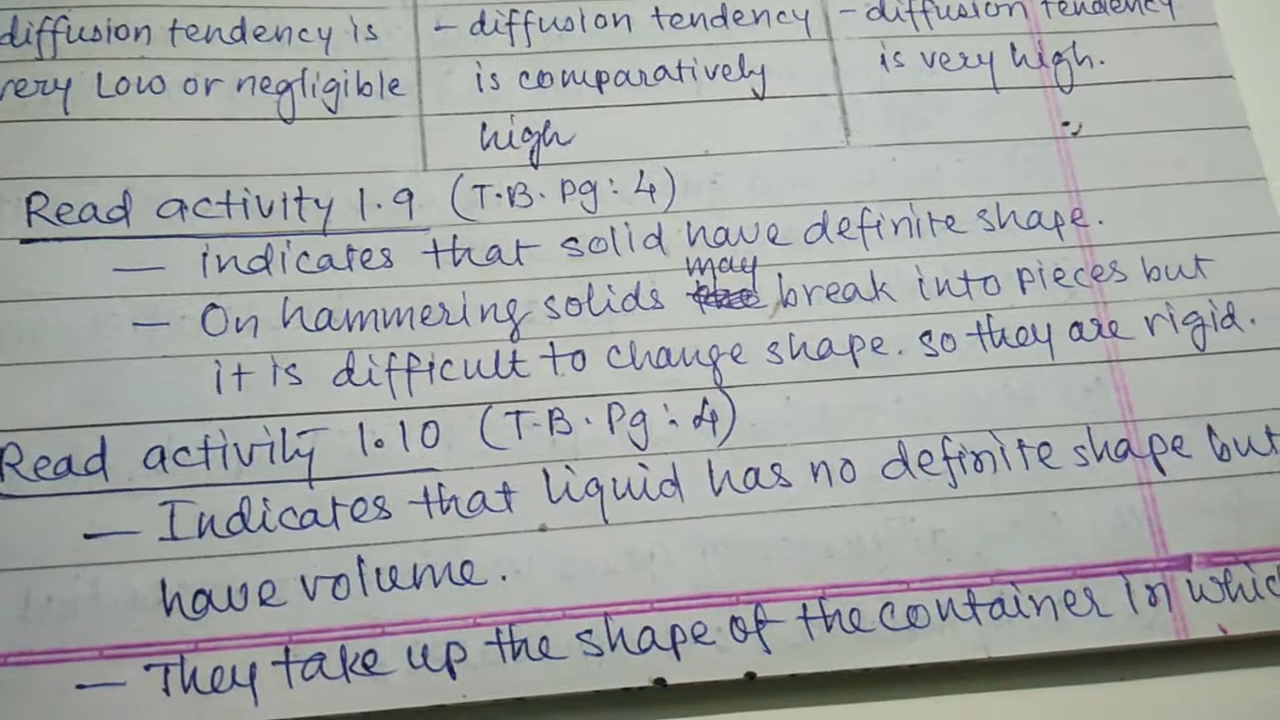 diffusion tendency is
very Low or negligible
- diffusion tendency
is comparatively
high
- diffusion tendency
is very high.
Read activity 1.9 (T.B. Pg: 4)
— indicates that solid have definite shape.
— On hammering solids may break into pieces but
it is difficult to change shape. so they are rigid.
Read activity 1.10 (T.B. Pg: 4)
— Indicates that liquid has no definite shape but
have volume.
— They take up the shape of the container in